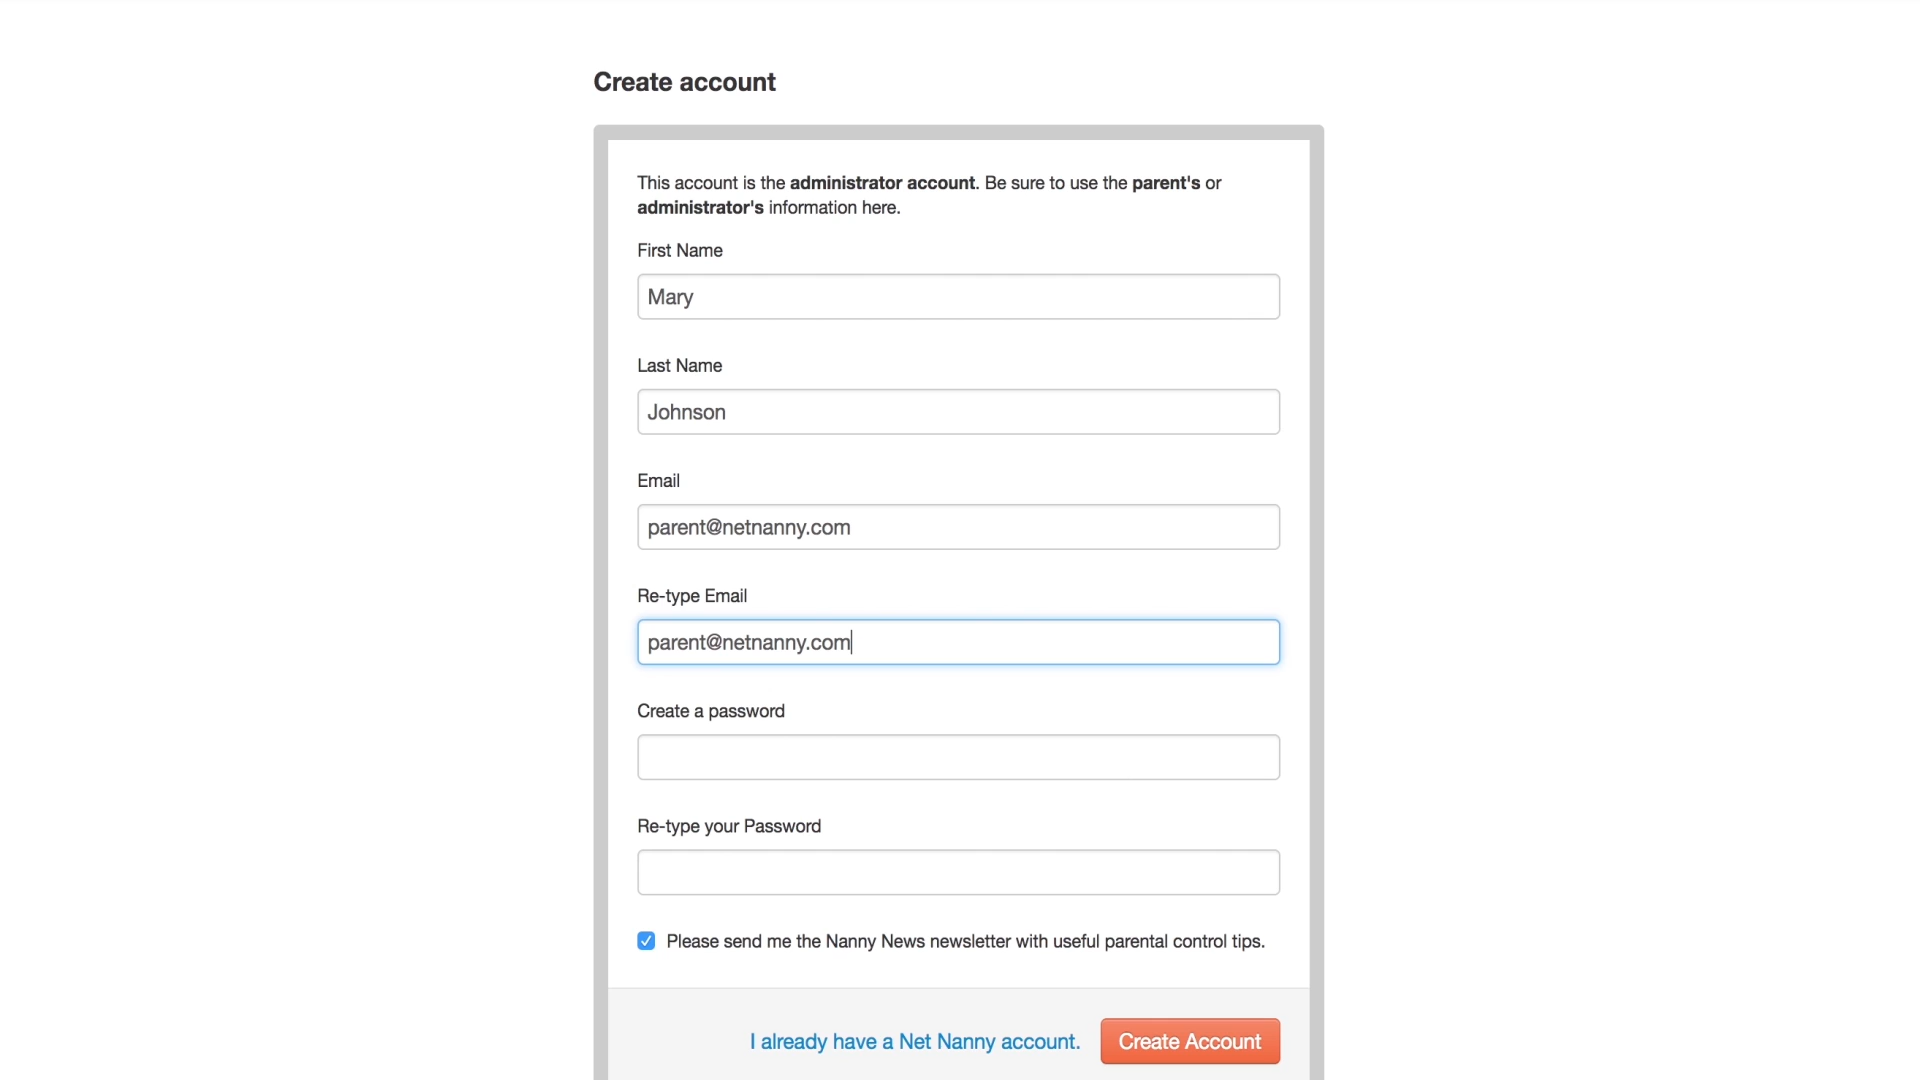 Create account
This account is the administrator account. Be sure to use the parent's or
administrator's information here.
First Name
Mary
Last Name
Johnson
Email
parent@netnanny.com
Re-type Email
parent@netnanny.com
Create a password
Re-type your Password
Please send me the Nanny News newsletter with useful parental control tips.
I already have a Net Nanny account. Create Account